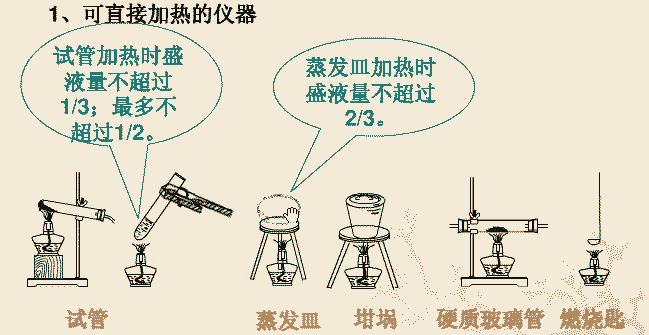 1、可直接加热的仪器
试管加热时盛
液量不超过
1/3；最多不
超过1/2。
蒸发皿加热时
盛液量不超过
2/3。
试管
蒸发皿
坩埚
硬质玻璃管
燃烧匙